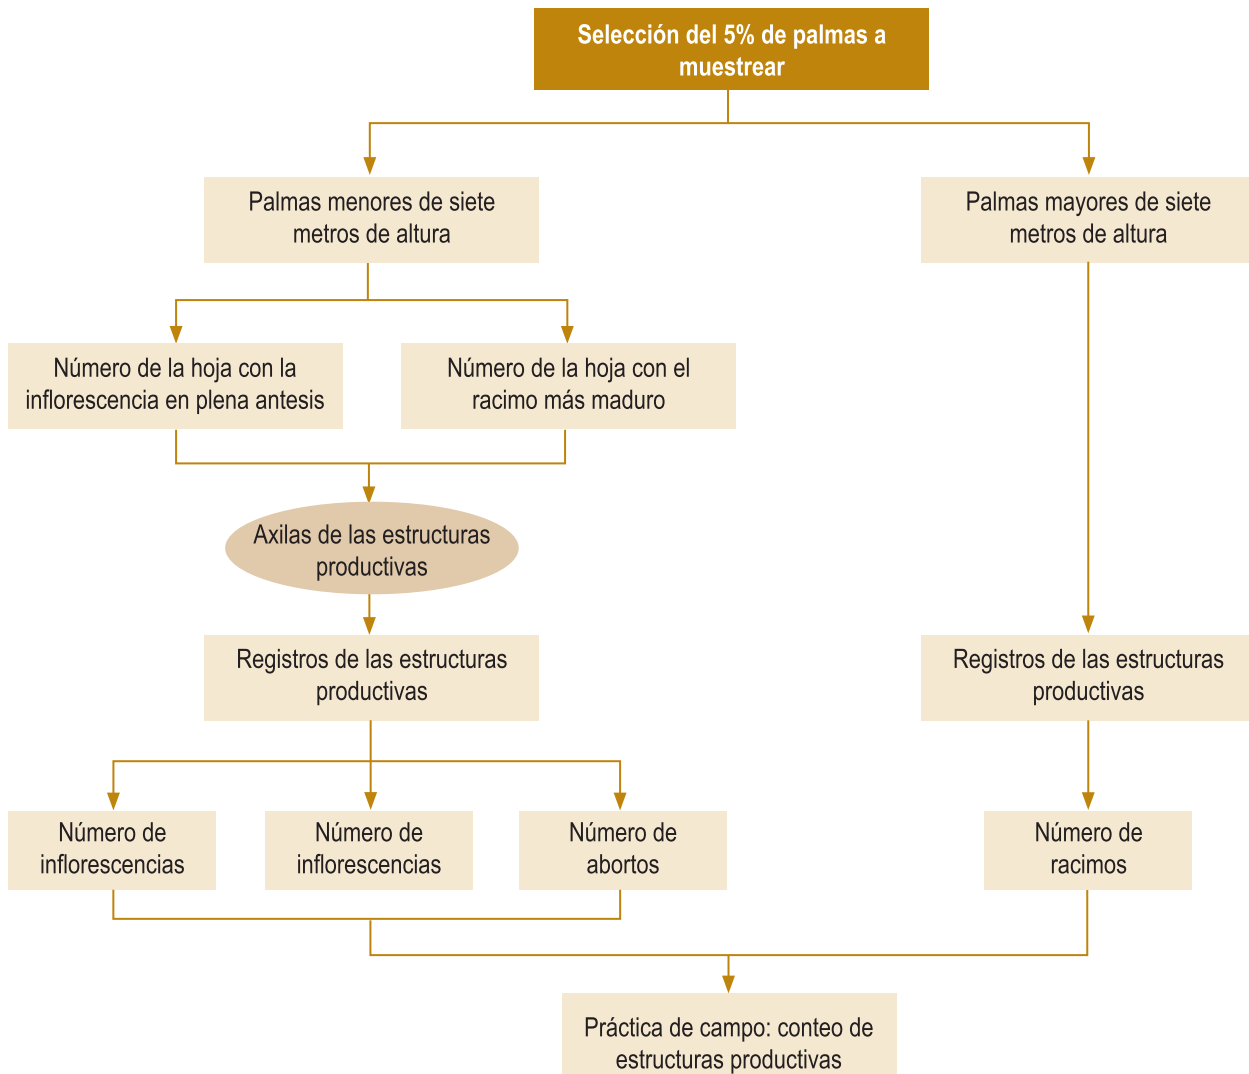 Selección del 5% de palmas a
muestrear
Palmas menores de siete
metros de altura
Palmas mayores de siete
metros de altura
Número de la hoja con la
inflorescencia en plena antesis
Número de la hoja con el
racimo más maduro
Axilas de las estructuras
productivas
Registros de las estructuras
productivas
Registros de las estructuras
productivas
Número de
inflorescencias
Número de
inflorescencias
Número de
abortos
Número de
racimos
Práctica de campo: conteo de
estructuras productivas